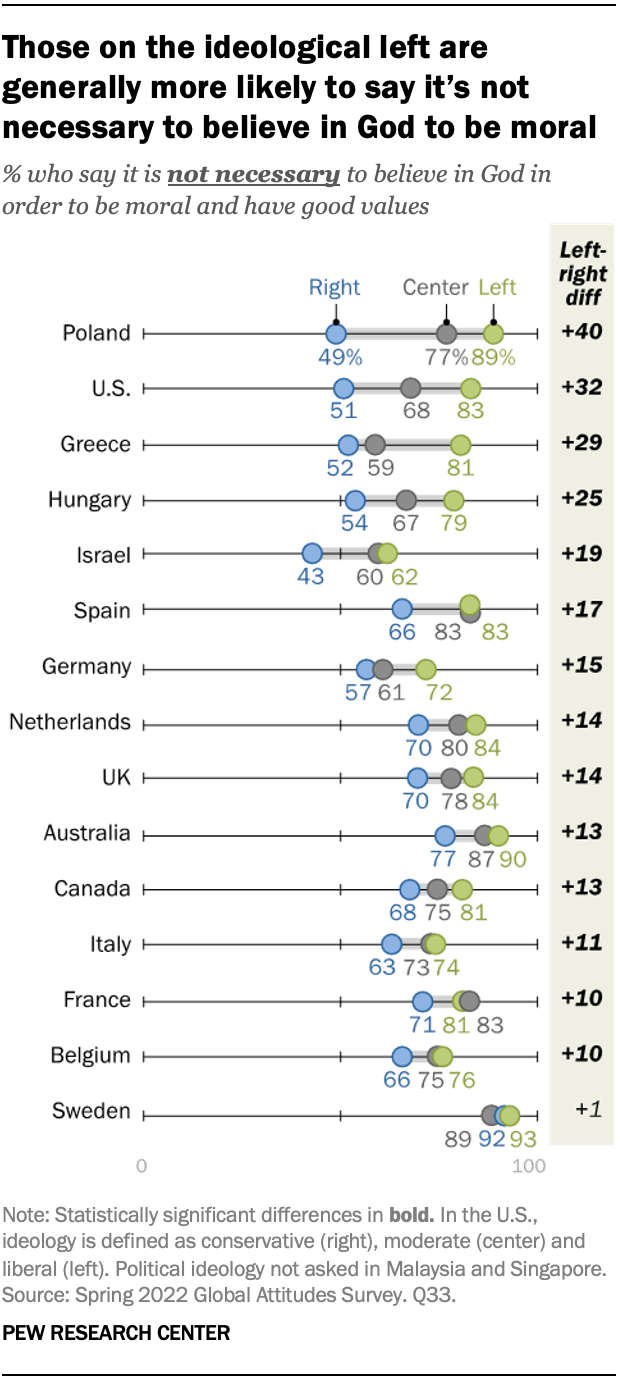 Those on the ideological left are
generally more likely to say it's not
necessary to believe in God to be moral
% who say it is not necessary to believe in God in
order to be moral and have good values
Left-
right
diff
Right Center Left
Poland +40
49% 77% 89%
U.S. +32
51 68 83
Greece +29
52 59 81
Hungary +25
54 67 79
Israel +19
43 60 62
Spain +17
66 83 83
Germany +15
57 61 72
Netherlands +14
70 80 84
UK +14
70 78 84
Australia +13
77 87 90
Canada +13
68 75 81
Italy +11
63 73 74
France +10
71 81 83
Belgium +10
66 75 76
Sweden +1
89 92 93
0 100
Note: Statistically significant differences in bold. In the U.S.,
ideology is defined as conservative (right), moderate (center) and
liberal (left). Political ideology not asked in Malaysia and Singapore.
Source: Spring 2022 Global Attitudes Survey. Q33.
PEW RESEARCH CENTER